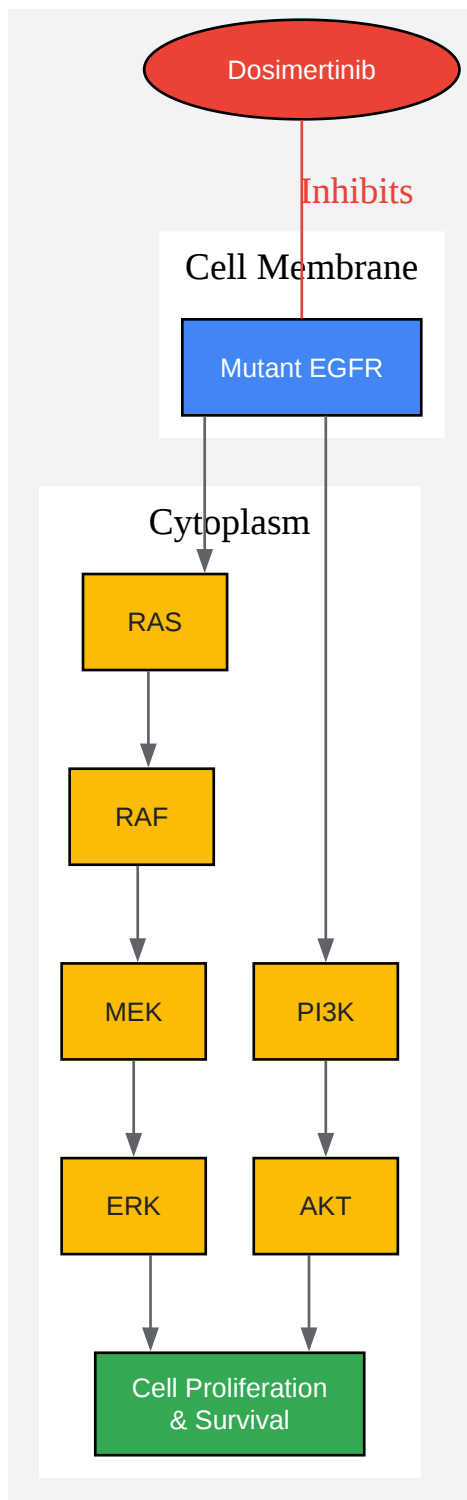 Dosimertinib
Inhibits
Cell Membrane
Mutant EGFR
Cytoplasm
RAS
RAF
MEK
PI3K
ERK
AKT
Cell Proliferation
& Survival